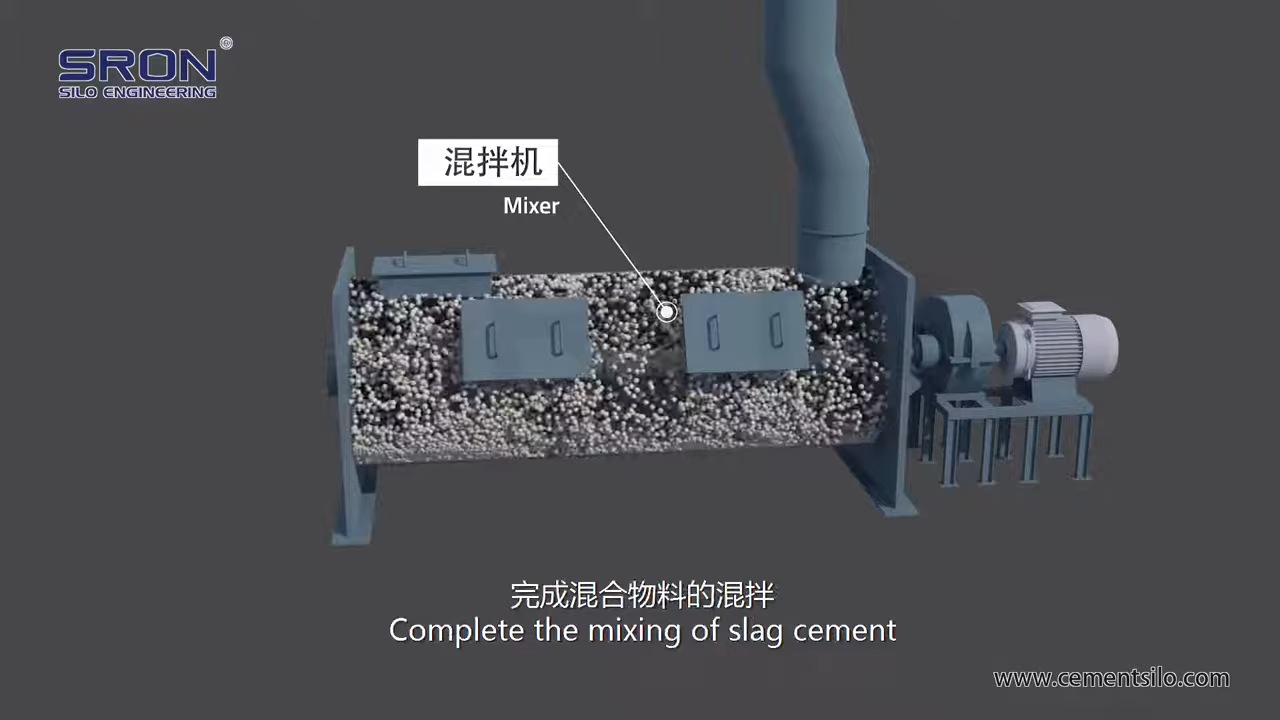 SRON®
SILO ENGINEERING
混拌机
Mixer
完成混合物料的混拌
Complete the mixing of slag cement
www.cementsilo.com